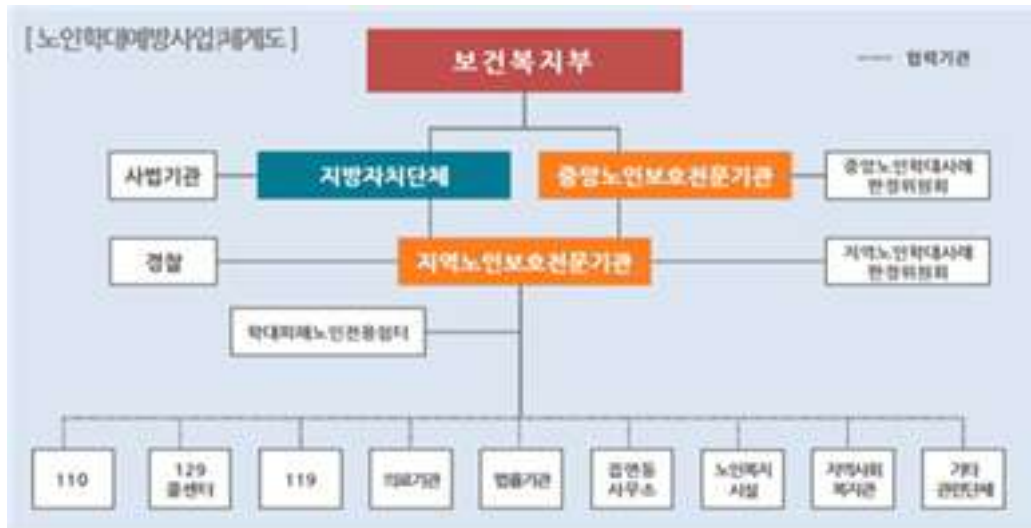 [ 노인학대예방사업체계도 ]
보건복지부
협력기관
사법기관
지방자치단체
중앙노인보호전문기관
중앙노인학대사례
판정위원회
경찰
지역노인보호전문기관
지역노인학대사례
판정위원회
학대피해노인전용쉼터
110
129
콜센터
119
의료기관
법률기관
읍면동
사무소
노인복지
시설
지역사회
복지관
기타
관련단체